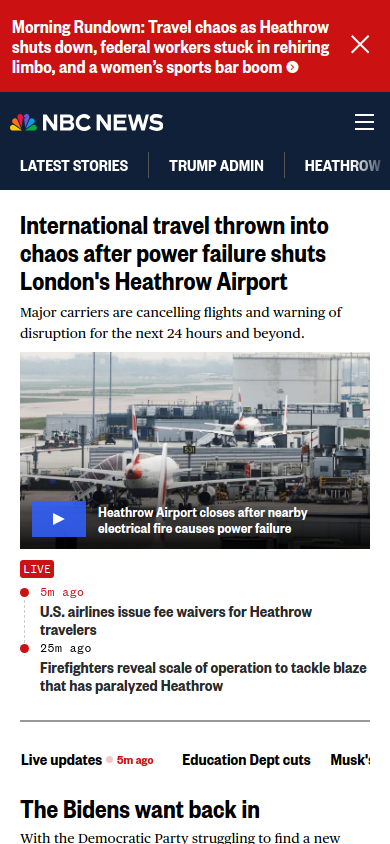 Morning Rundown: Travel chaos as Heathrow
shuts down, federal workers stuck in rehiring
limbo, and a women's sports bar boom
NBC NEWS
LATEST STORIES
TRUMP ADMIN
HEATHROW
International travel thrown into
chaos after power failure shuts
London's Heathrow Airport
Major carriers are cancelling flights and warning of
disruption for the next 24 hours and beyond.
531
Heathrow Airport closes after nearby
electrical fire causes power failure
LIVE
5m ago
U.S. airlines issue fee waivers for Heathrow
travelers
25m ago
Firefighters reveal scale of operation to tackle blaze
that has paralyzed Heathrow
Live updates 5m ago
Education Dept cuts
Musk's
The Bidens want back in
With the Democratic Party struggling to find a new